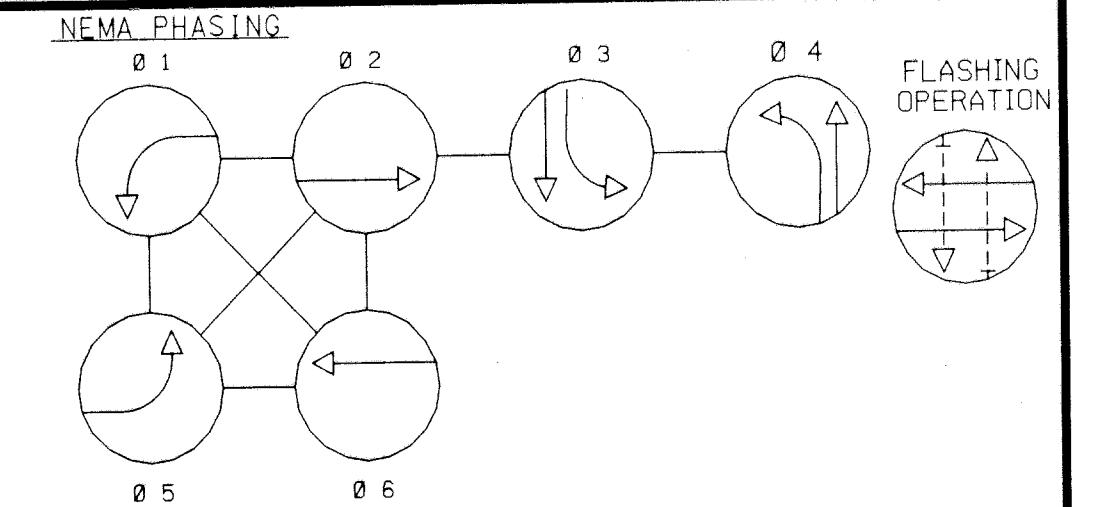 NEMA PHASING
Ø 1
Ø 2
Ø 3
Ø 4
FLASHING
OPERATION
Ø 5
Ø 6